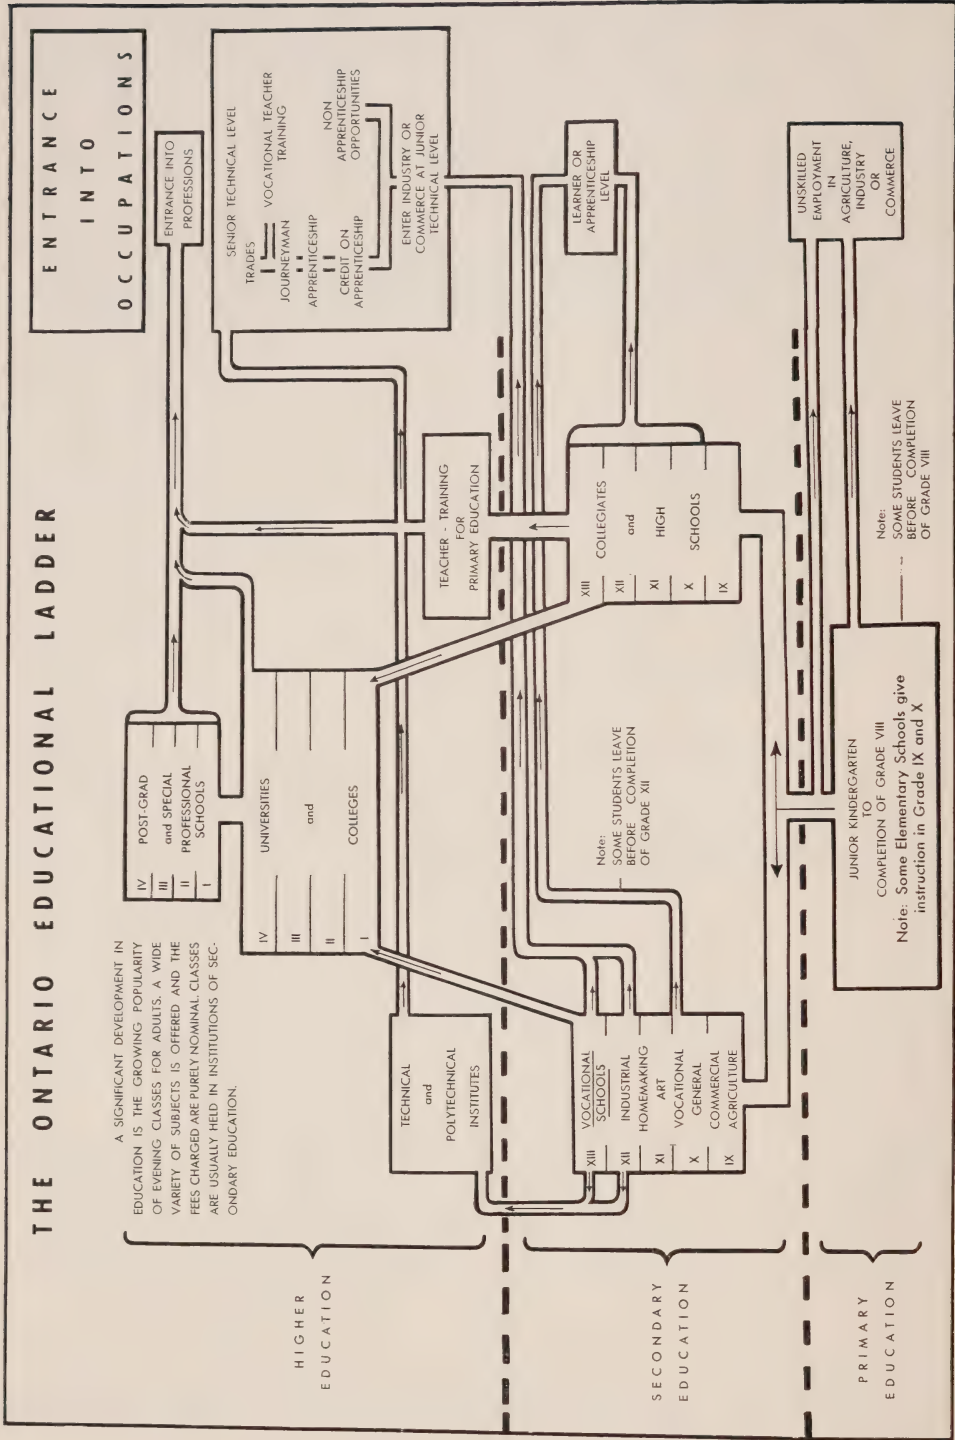 THE ONTARIO EDUCATIONAL LADDER
ENTRANCE
INTO
OCCUPATIONS
A SIGNIFICANT DEVELOPMENT IN
EDUCATION IS THE GROWING POPULARITY
OF EVENING CLASSES FOR ADULTS. A WIDE
VARIETY OF SUBJECTS IS OFFERED AND THE
FEES CHARGED ARE PURELY NOMINAL. CLASSES
ARE USUALLY HELD IN INSTITUTIONS OF SEC-
ONDARY EDUCATION.
HIGHER
EDUCATION
IV
III
II
I
POST-GRAD
and SPECIAL
PROFESSIONAL
SCHOOLS
ENTRANCE INTO
PROFESSIONS
IV
III
II
I
UNIVERSITIES
and
COLLEGES
SENIOR TECHNICAL LEVEL
TRADES
JOURNEYMAN
VOCATIONAL TEACHER
TRAINING
APPRENTICESHIP
CREDIT ON
APPRENTICESHIP
NON
APPRENTICESHIP
OPPORTUNITIES
ENTER INDUSTRY OR
COMMERCE AT JUNIOR
TECHNICAL LEVEL
TECHNICAL
and
POLYTECHNICAL
INSTITUTES
TEACHER - TRAINING
FOR
PRIMARY EDUCATION
SECONDARY
EDUCATION
XIII
XII
XI
X
IX
VOCATIONAL
SCHOOLS
INDUSTRIAL
HOMEMAKING
ART
VOCATIONAL
GENERAL
COMMERCIAL
AGRICULTURE
Note:
SOME STUDENTS LEAVE
BEFORE COMPLETION
OF GRADE XII
XIII
XII
XI
X
IX
COLLEGIATES
and
HIGH
SCHOOLS
LEARNER OR
APPRENTICESHIP
LEVEL
PRIMARY
EDUCATION
JUNIOR KINDERGARTEN
TO
COMPLETION OF GRADE VIII
Note: Some Elementary Schools give
instruction in Grade IX and X
Note:
SOME STUDENTS LEAVE
BEFORE COMPLETION
OF GRADE VIII
UNSKILLED
EMPLOYMENT
IN
AGRICULTURE,
INDUSTRY
OR
COMMERCE